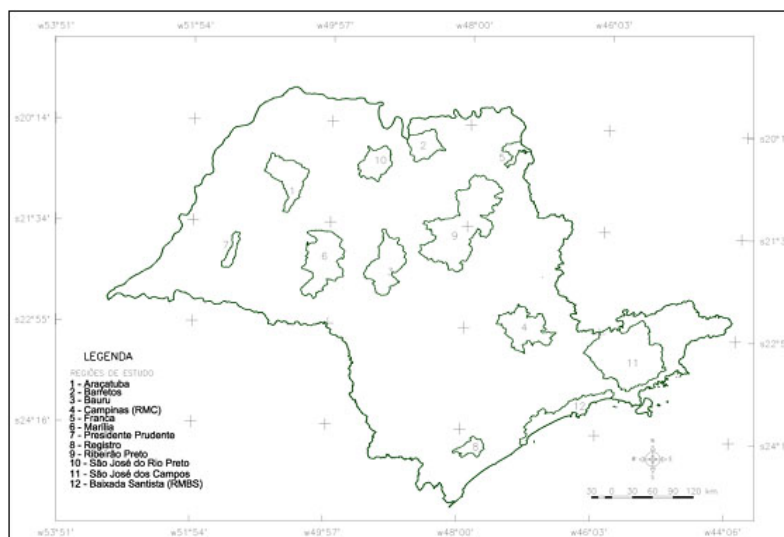 w53°51' w51°54' w49°57' w48°00' w46°03'
s20°14'
s20°1
10
2
5
1
s21°34'
s21°3
7
6
3
9
s22°55'
s22°5
4
11
12
8
s24°16'
s24°1
LEGENDA
REGIÕES DE ESTUDO
1 - Araçatuba
2 - Barretos
3 - Bauru
4 - Campinas (RMC)
5 - Franca
6 - Marília
7 - Presidente Prudente
8 - Registro
9 - Ribeirão Preto
10 - São José do Rio Preto
11 - São José dos Campos
12 - Baixada Santista (RMBS)
30 0 30 60 90 120 km
w53°51' w51°54' w49°57' w48°00' w46°03' w44°06'